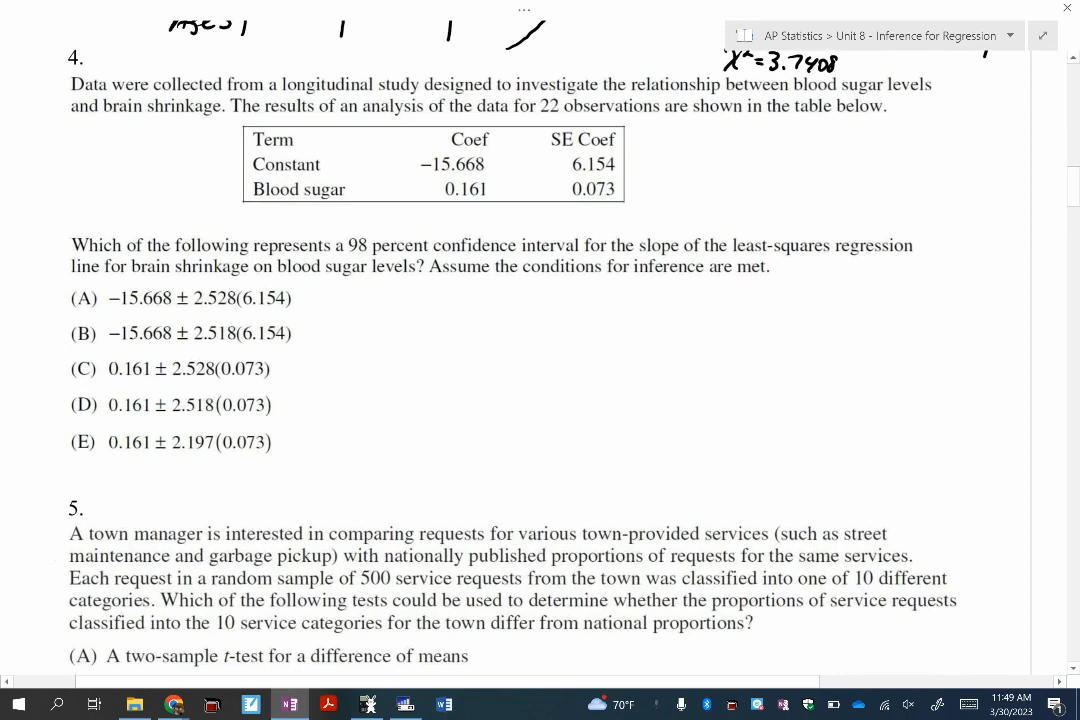 AP Statistics > Unit 8 - Inference for Regression
χ² = 3.7408
4.
Data were collected from a longitudinal study designed to investigate the relationship between blood sugar levels
and brain shrinkage. The results of an analysis of the data for 22 observations are shown in the table below.
Term Coef SE Coef
Constant −15.668 6.154
Blood sugar 0.161 0.073
Which of the following represents a 98 percent confidence interval for the slope of the least-squares regression
line for brain shrinkage on blood sugar levels? Assume the conditions for inference are met.
(A) −15.668 ± 2.528(6.154)
(B) −15.668 ± 2.518(6.154)
(C) 0.161 ± 2.528(0.073)
(D) 0.161 ± 2.518(0.073)
(E) 0.161 ± 2.197(0.073)
5.
A town manager is interested in comparing requests for various town-provided services (such as street
maintenance and garbage pickup) with nationally published proportions of requests for the same services.
Each request in a random sample of 500 service requests from the town was classified into one of 10 different
categories. Which of the following tests could be used to determine whether the proportions of service requests
classified into the 10 service categories for the town differ from national proportions?
(A) A two-sample t-test for a difference of means
70°F
11:49 AM
3/30/2023